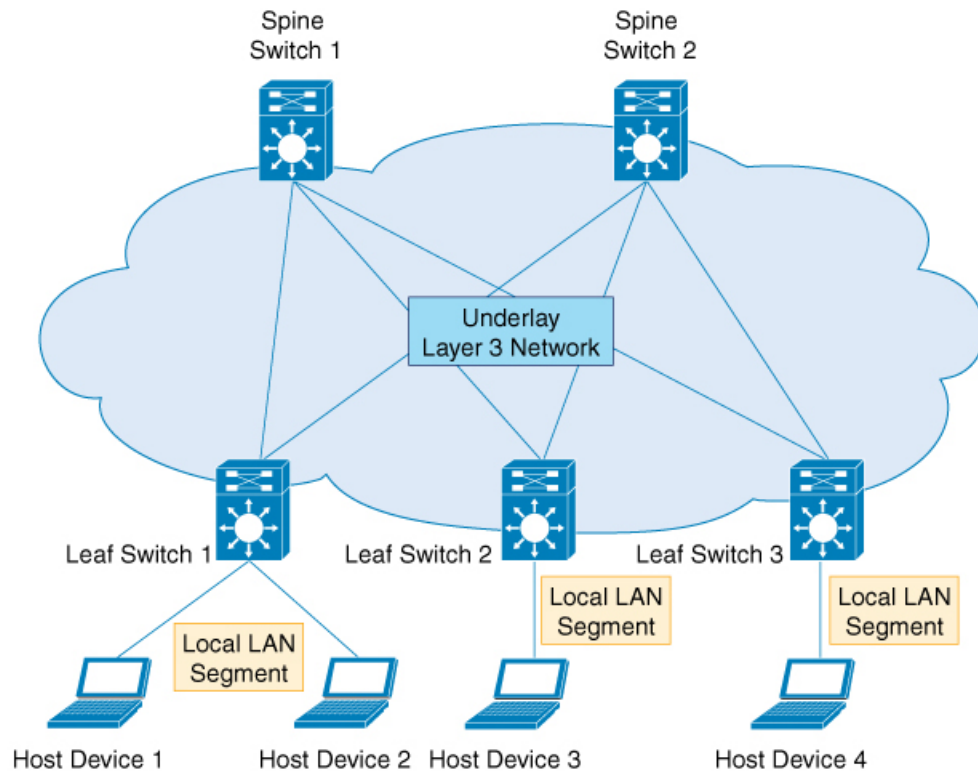 Spine
Switch 1
Spine
Switch 2
Underlay
Layer 3 Network
Leaf Switch 1
Leaf Switch 2
Leaf Switch 3
Local LAN
Segment
Local LAN
Segment
Local LAN
Segment
Host Device 1
Host Device 2
Host Device 3
Host Device 4